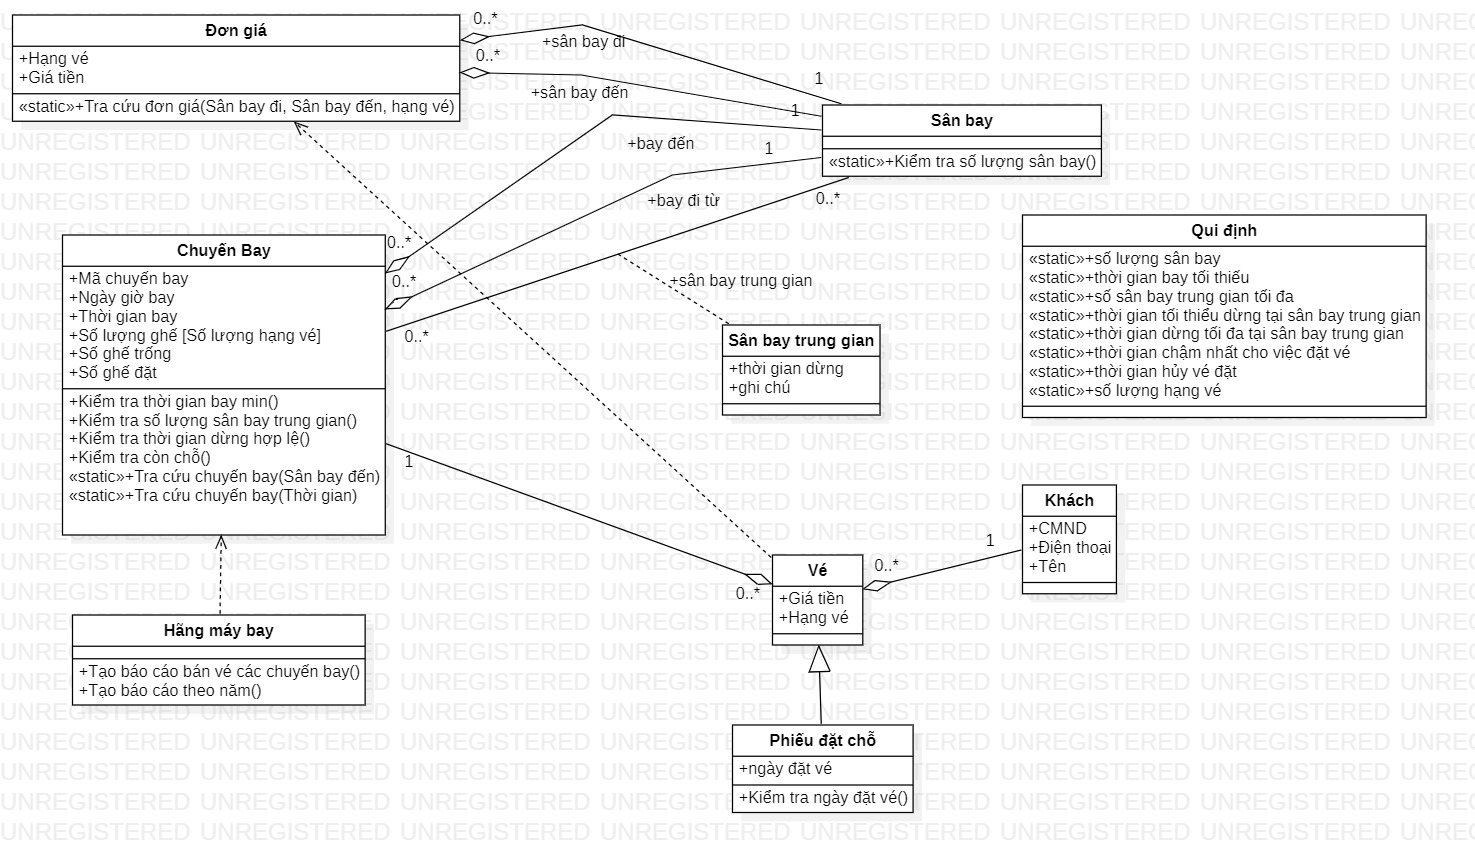 Đơn giá
+Hạng vé
+Giá tiền
«static»+Tra cứu đơn giá(Sân bay đi, Sân bay đến, hạng vé)
0..*
+sân bay đi
1
0..*
+sân bay đến
1
Sân bay
«static»+Kiểm tra số lượng sân bay()
+bay đến
1
0..*
+bay đi từ
0..*
0..*
0..*
+sân bay trung gian
Chuyến Bay
+Mã chuyến bay
+Ngày giờ bay
+Thời gian bay
+Số lượng ghế [Số lượng hạng vé]
+Số ghế trống
+Số ghế đặt
+Kiểm tra thời gian bay min()
+Kiểm tra số lượng sân bay trung gian()
+Kiểm tra thời gian dừng hợp lệ()
+Kiểm tra còn chỗ()
«static»+Tra cứu chuyến bay(Sân bay đến)
«static»+Tra cứu chuyến bay(Thời gian)
Sân bay trung gian
+thời gian dừng
+ghi chú
Qui định
«static»+số lượng sân bay
«static»+thời gian bay tối thiếu
«static»+số sân bay trung gian tối đa
«static»+thời gian tối thiểu dừng tại sân bay trung gian
«static»+thời gian dừng tối đa tại sân bay trung gian
«static»+thời gian chậm nhất cho việc đặt vé
«static»+thời gian hủy vé đặt
«static»+số lượng hạng vé
1
0..*
Khách
+CMND
+Điện thoại
+Tên
1
0..*
Vé
+Giá tiền
+Hạng vé
Hãng máy bay
+Tạo báo cáo bán vé các chuyến bay()
+Tạo báo cáo theo năm()
Phiếu đặt chỗ
+ngày đặt vé
+Kiểm tra ngày đặt vé()
UNREGISTERED